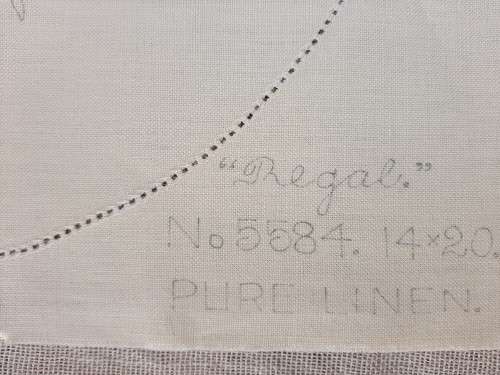 “Regal.”
No 5584. 14×20.
PURE LINEN.